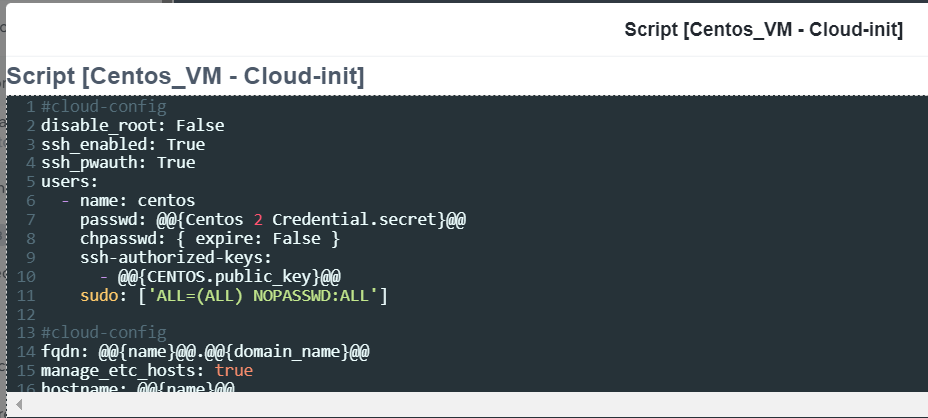 Script [Centos_VM - Cloud-init]
Script [Centos_VM - Cloud-init]
1 #cloud-config
2 disable_root: False
3 ssh_enabled: True
4 ssh_pwauth: True
5 users:
6   - name: centos
7     passwd: @@{Centos 2 Credential.secret}@@
8     chpasswd: { expire: False }
9     ssh-authorized-keys:
10       - @@{CENTOS.public_key}@@
11     sudo: ['ALL=(ALL) NOPASSWD:ALL']
12
13 #cloud-config
14 fqdn: @@{name}@@.@@{domain_name}@@
15 manage_etc_hosts: true
16 hostname: @@{name}@@